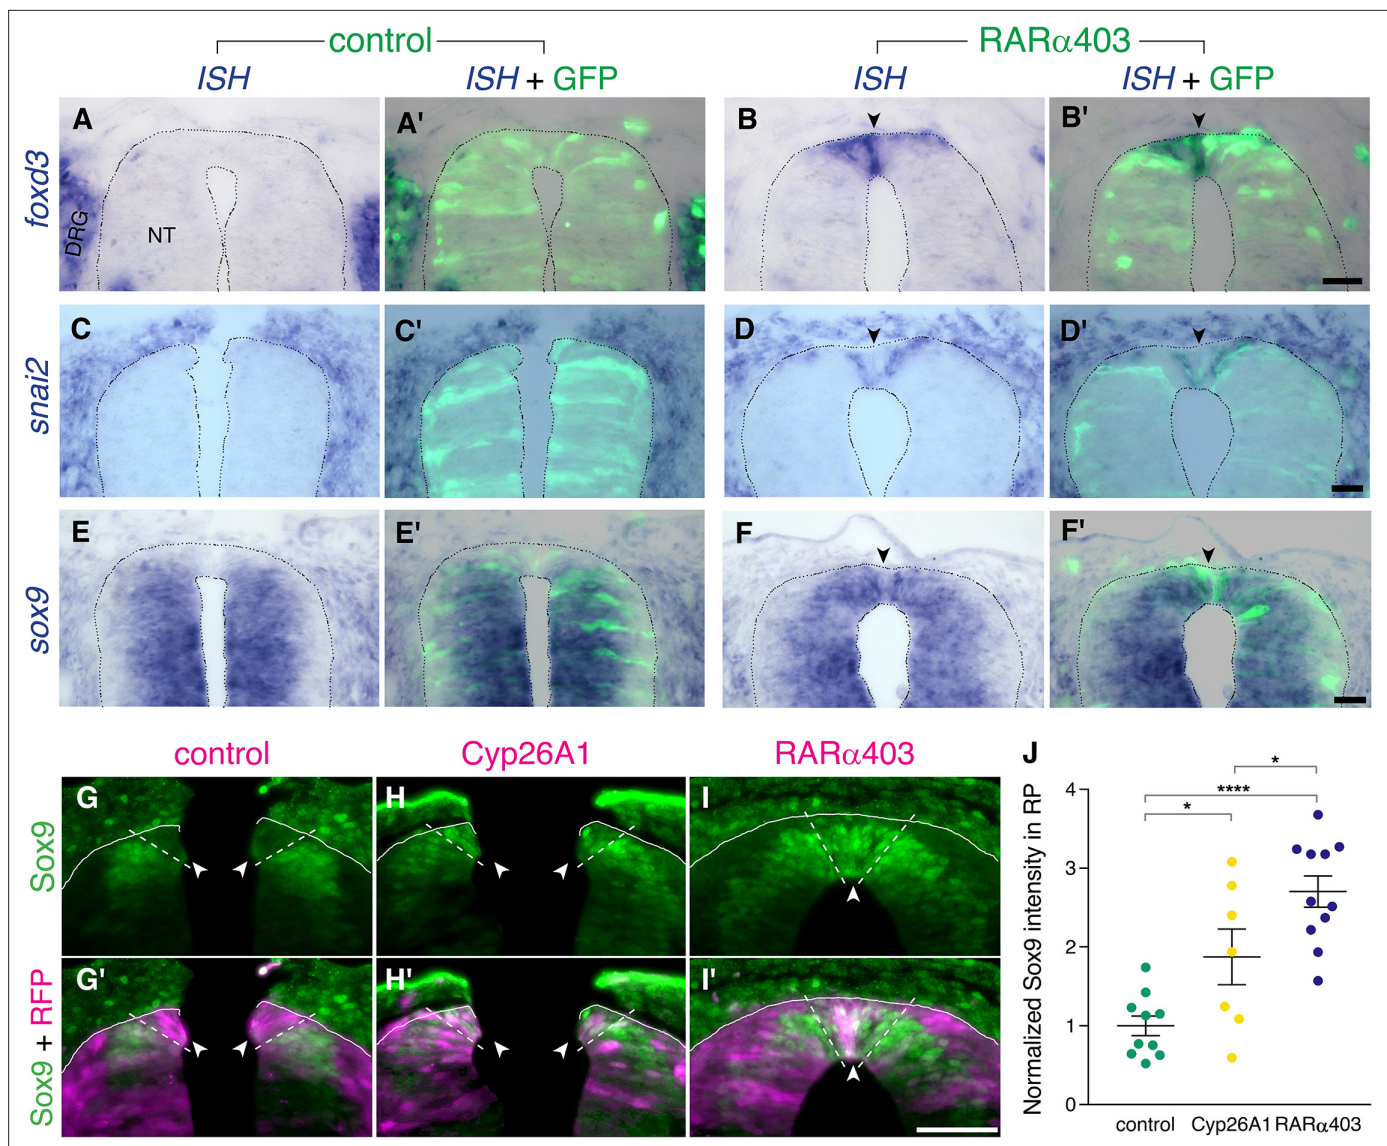 control RARα403
ISH ISH + GFP ISH ISH + GFP
foxd3
A A' B B'
DRG NT
snai2
C C' D D'
sox9
E E' F F'
control Cyp26A1 RARα403
Sox9
G H I
Sox9 + RFP
G' H' I'
J
Normalized Sox9 intensity in RP
*
****
*
4
3
2
1
0
control Cyp26A1 RARα403